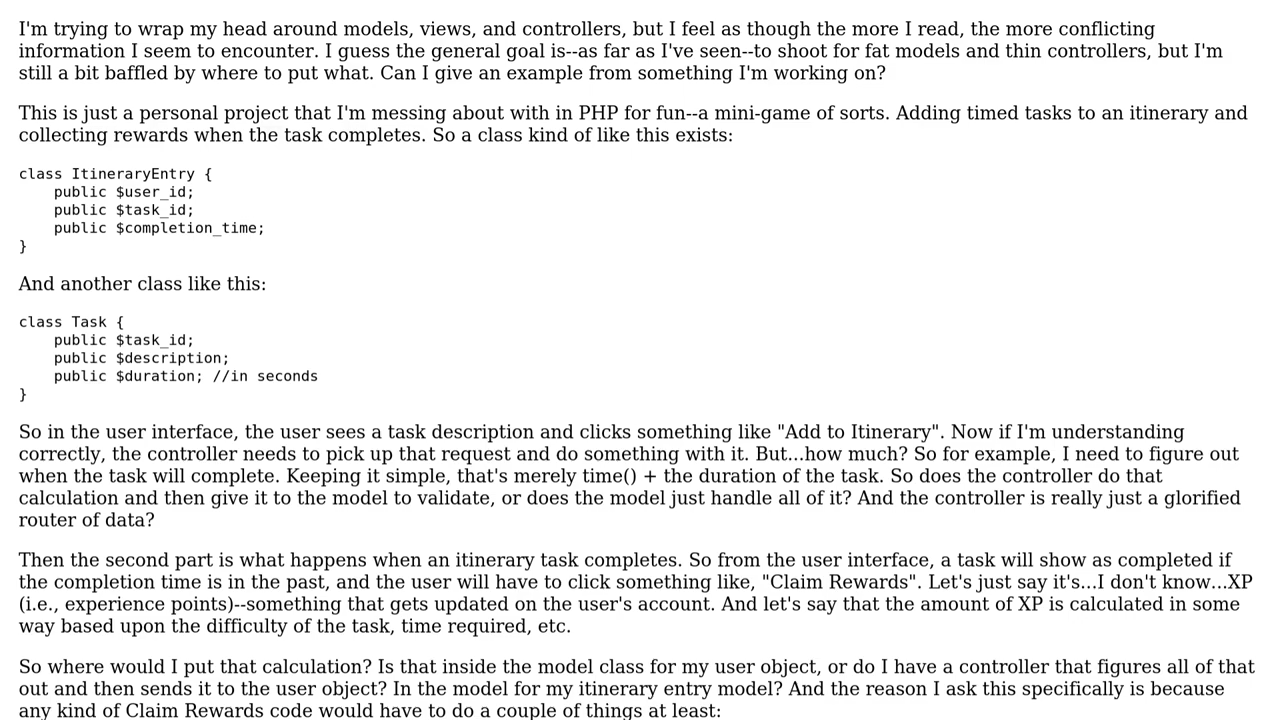 I'm trying to wrap my head around models, views, and controllers, but I feel as though the more I read, the more conflicting
information I seem to encounter. I guess the general goal is--as far as I've seen--to shoot for fat models and thin controllers, but I'm
still a bit baffled by where to put what. Can I give an example from something I'm working on?
This is just a personal project that I'm messing about with in PHP for fun--a mini-game of sorts. Adding timed tasks to an itinerary and
collecting rewards when the task completes. So a class kind of like this exists:
class ItineraryEntry {
    public $user_id;
    public $task_id;
    public $completion_time;
}
And another class like this:
class Task {
    public $task_id;
    public $description;
    public $duration; //in seconds
}
So in the user interface, the user sees a task description and clicks something like "Add to Itinerary". Now if I'm understanding
correctly, the controller needs to pick up that request and do something with it. But...how much? So for example, I need to figure out
when the task will complete. Keeping it simple, that's merely time() + the duration of the task. So does the controller do that
calculation and then give it to the model to validate, or does the model just handle all of it? And the controller is really just a glorified
router of data?
Then the second part is what happens when an itinerary task completes. So from the user interface, a task will show as completed if
the completion time is in the past, and the user will have to click something like, "Claim Rewards". Let's just say it's...I don't know...XP
(i.e., experience points)--something that gets updated on the user's account. And let's say that the amount of XP is calculated in some
way based upon the difficulty of the task, time required, etc.
So where would I put that calculation? Is that inside the model class for my user object, or do I have a controller that figures all of that
out and then sends it to the user object? In the model for my itinerary entry model? And the reason I ask this specifically is because
any kind of Claim Rewards code would have to do a couple of things at least: